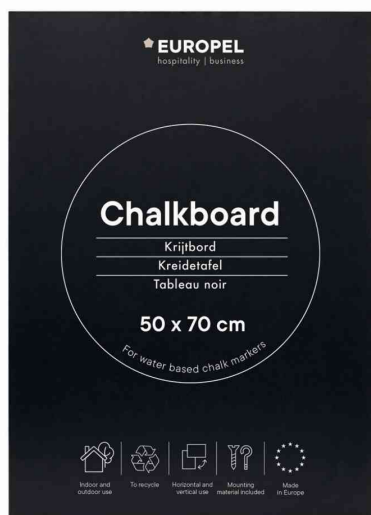 EUROPEL
hospitality | business
Chalkboard
Krijtbord
Kreidetafel
Tableau noir
50 x 70 cm
For water based chalk markers
Indoor and
outdoor use
To recycle
Horizontal and
vertical use
Mounting
material included
Made
in Europe